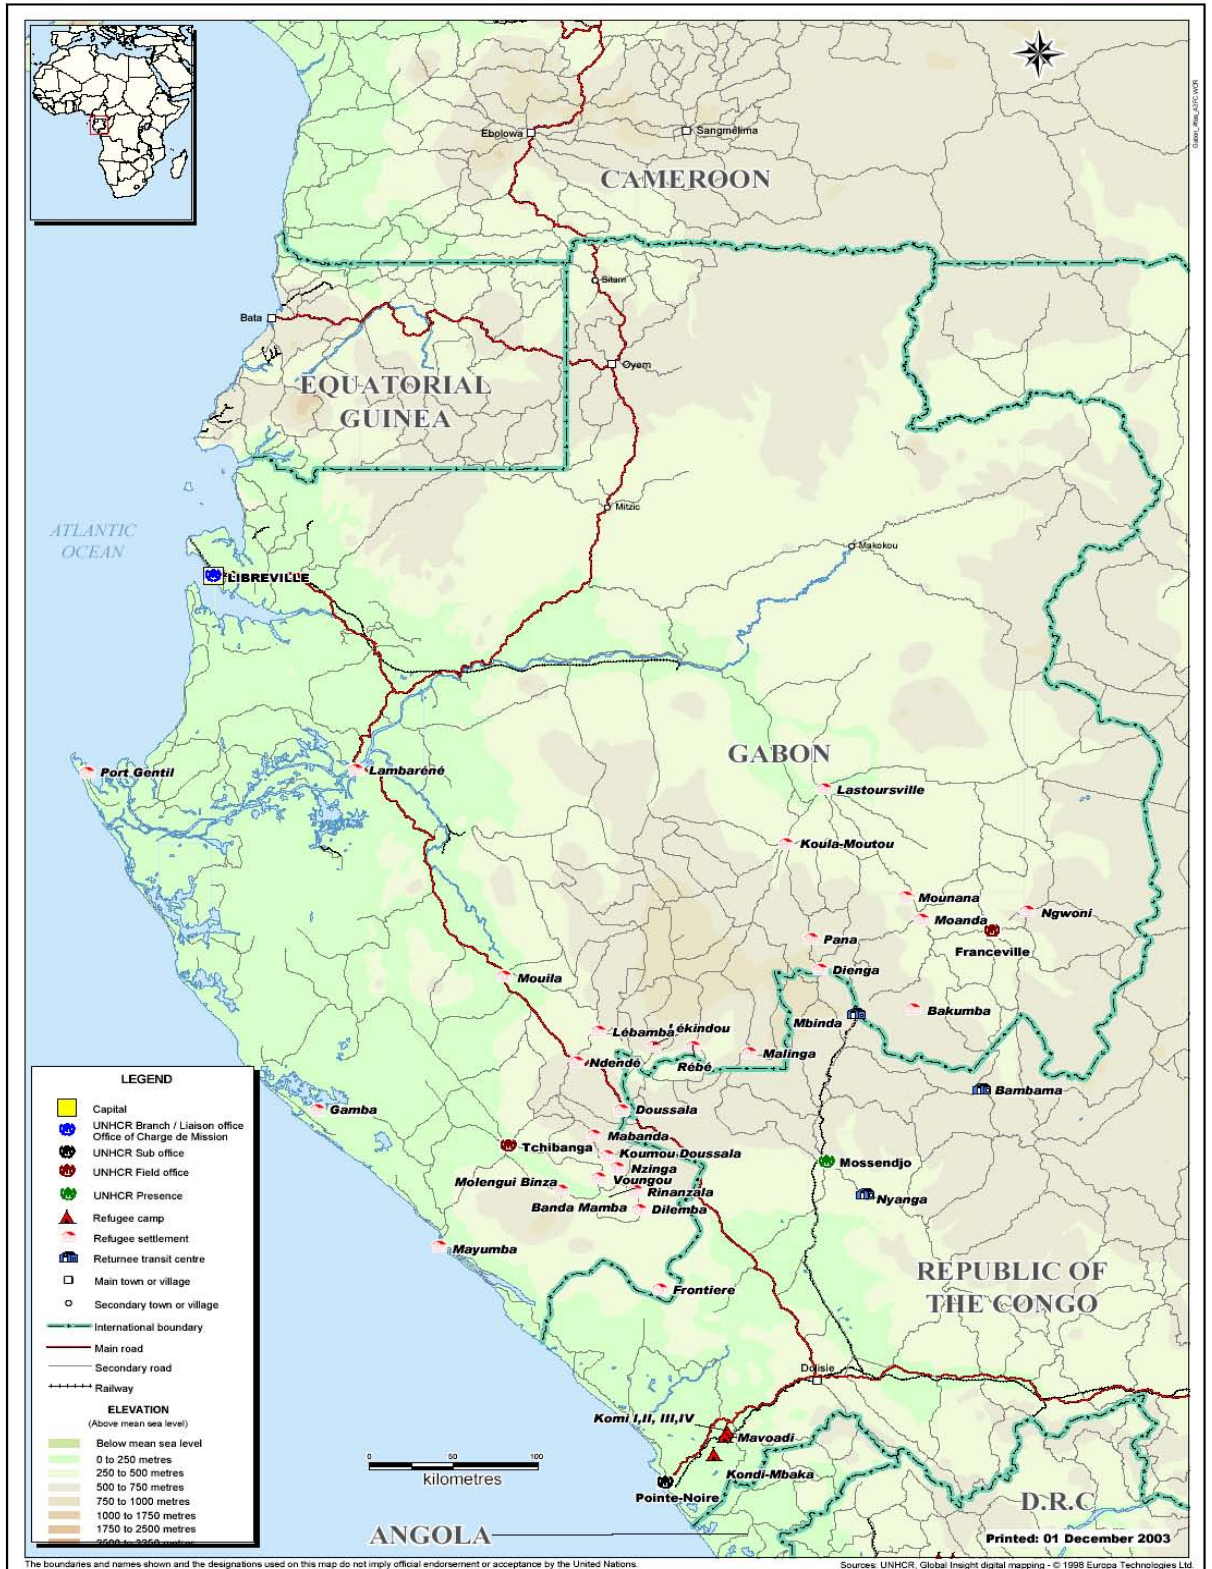 Ebolowa
Sangmelima
CAMEROON
Bitam
Bata
Oyem
EQUATORIAL
GUINEA
Mitzic
ATLANTIC
OCEAN
Makokou
LIBREVILLE
GABON
Port Gentil
Lambaréné
Lastoursville
Koula-Moutou
Mounana
Moanda
Ngwoni
Franceville
Pana
Dienga
Mouila
Bakumba
Mbinda
Lébamba
Lékindou
Malinga
Ndendé
Rébé
Bambama
Gamba
Doussala
Mabanda
Tchibanga
Koumou Doussala
Nzinga
Mossendjo
Voungou
Molengui Binza
Rinanzala
Nyanga
Banda Mamba
Dilemba
Mayumba
Frontiere
REPUBLIC OF
THE CONGO
Dolisie
Komi I,II, III,IV
Mavoadi
Kondi-Mbaka
Pointe-Noire
D.R.C
ANGOLA
0 50 100
kilometres
LEGEND
Capital
UNHCR Branch / Liaison office
Office of Charge de Mission
UNHCR Sub office
UNHCR Field office
UNHCR Presence
Refugee camp
Refugee settlement
Returnee transit centre
Main town or village
Secondary town or village
International boundary
Main road
Secondary road
Railway
ELEVATION
(Above mean sea level)
Below mean sea level
0 to 250 metres
250 to 500 metres
500 to 750 metres
750 to 1000 metres
1000 to 1750 metres
1750 to 2500 metres
Printed: 01 December 2003
The boundaries and names shown and the designations used on this map do not imply official endorsement or acceptance by the United Nations.
Sources: UNHCR, Global Insight digital mapping - © 1998 Europa Technologies Ltd.